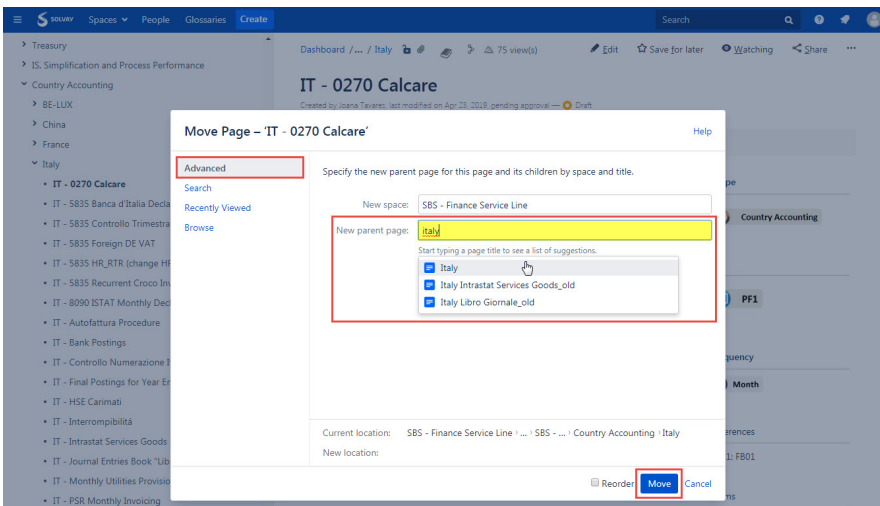 SOLVAY Spaces People Glossaries Create Search
Treasury
IS. Simplification and Process Performance
Country Accounting
BE-LUX
China
France
Italy
IT - 0270 Calcare
IT - 5835 Banca d'Italia Decla
IT - 5835 Controllo Trimestra
IT - 5835 Foreign DE VAT
IT - 5835 HR_RTR (change HR
IT - 5835 Recurrent Croco Inv
IT - 8090 ISTAT Monthly Decl
IT - Autofattura Procedure
IT - Bank Postings
IT - Controllo Numerazione I
IT - Final Postings for Year En
IT - HSE Carimati
IT - Interrompibilitá
IT - Intrastat Services Goods
IT - Journal Entries Book "Lib
IT - Monthly Utilities Provisio
IT - PSR Monthly Invoicing
Dashboard / ... / Italy 75 view(s) Edit Save for later Watching Share ...
IT - 0270 Calcare
Created by Joana Tavares, last modified on Apr 23, 2019, pending approval — Draft
Move Page – 'IT - 0270 Calcare' Help
Advanced
Search
Recently Viewed
Browse
Specify the new parent page for this page and its children by space and title.
New space: SBS - Finance Service Line
New parent page: italy
Start typing a page title to see a list of suggestions.
Italy
Italy Intrastat Services Goods_old
Italy Libro Giornale_old
Current location: SBS - Finance Service Line › ... › SBS - ... › Country Accounting › Italy
New location:
Reorder Move Cancel
pe
Country Accounting
PF1
quency
Month
erences
1: FB01
ms